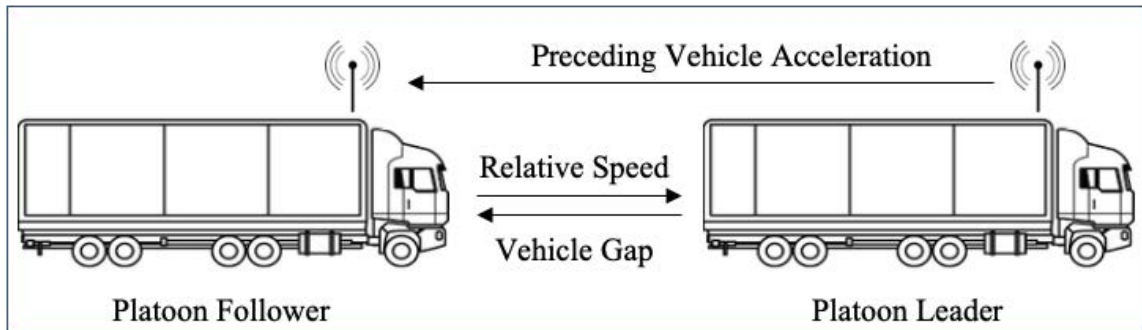 Preceding Vehicle Acceleration
Relative Speed
Vehicle Gap
Platoon Follower
Platoon Leader